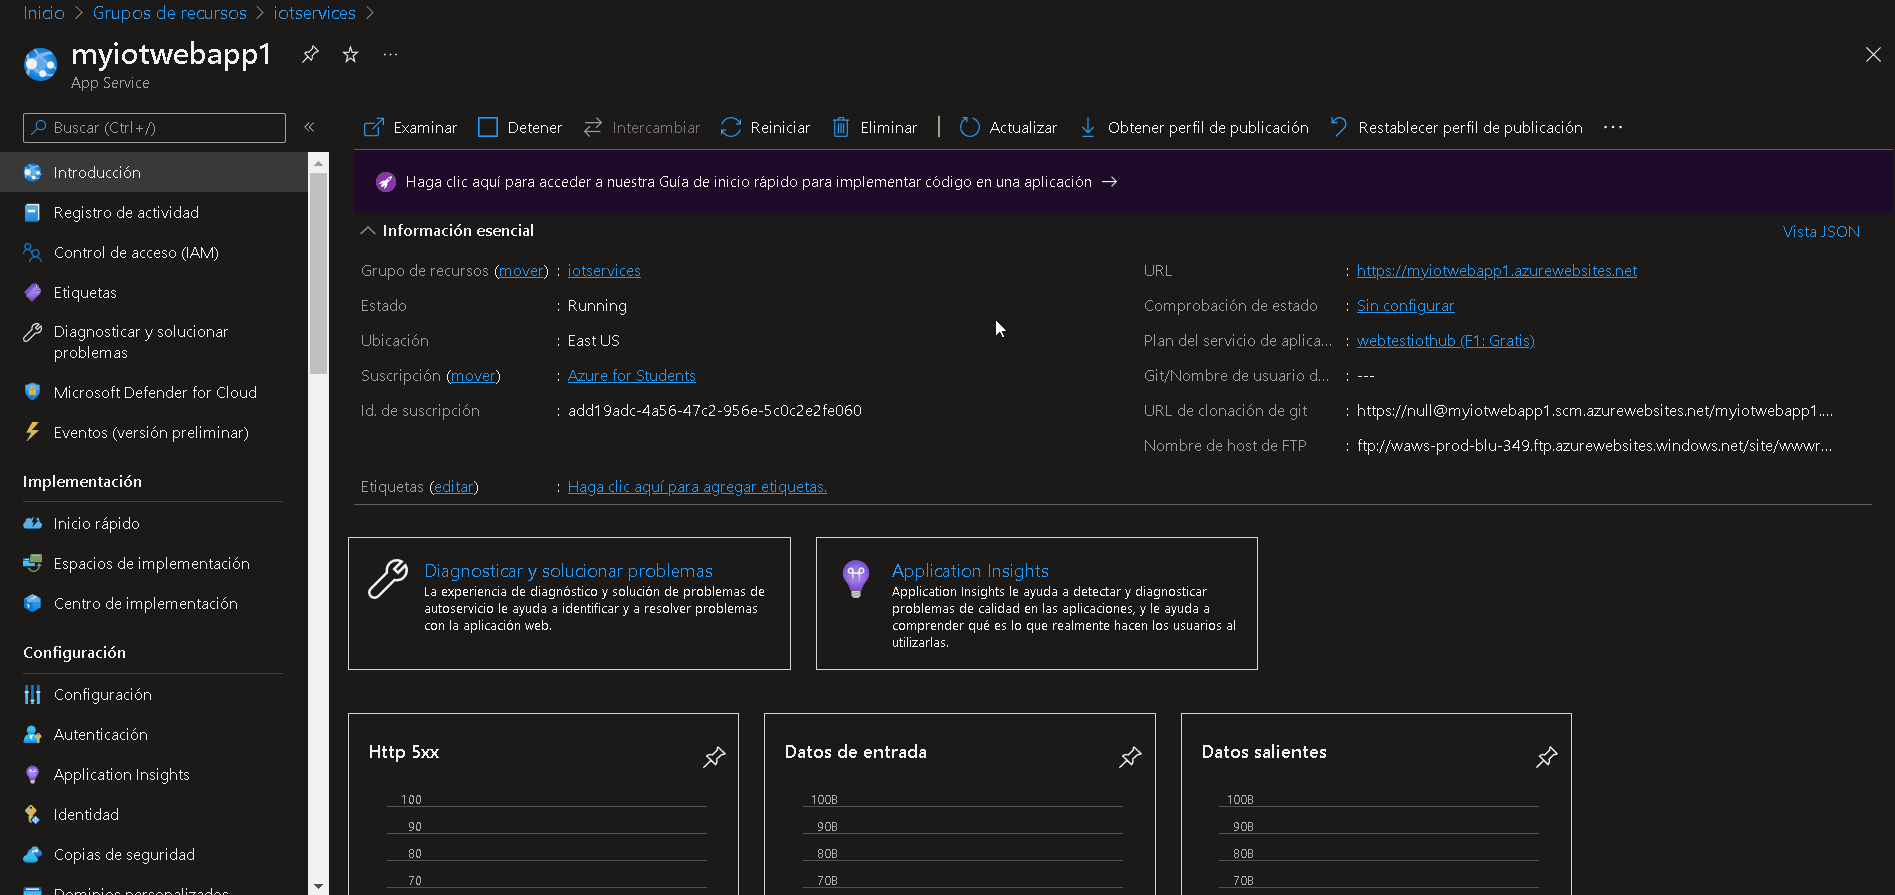 Inicio > Grupos de recursos > iotservices >
myiotwebapp1 ...
App Service
Buscar (Ctrl+/) «
Introducción
Registro de actividad
Control de acceso (IAM)
Etiquetas
Diagnosticar y solucionar
problemas
Microsoft Defender for Cloud
Eventos (versión preliminar)
Implementación
Inicio rápido
Espacios de implementación
Centro de implementación
Configuración
Configuración
Autenticación
Application Insights
Identidad
Copias de seguridad
Dominios personalizados
Examinar Detener Intercambiar Reiniciar Eliminar | Actualizar Obtener perfil de publicación Restablecer perfil de publicación ...
Haga clic aquí para acceder a nuestra Guía de inicio rápido para implementar código en una aplicación →
Información esencial Vista JSON
Grupo de recursos (mover) : iotservices
Estado : Running
Ubicación : East US
Suscripción (mover) : Azure for Students
Id. de suscripción : add19adc-4a56-47c2-956e-5c0c2e2fe060
URL : https://myiotwebapp1.azurewebsites.net
Comprobación de estado : Sin configurar
Plan del servicio de aplica... : webtestiothub (F1: Gratis)
Git/Nombre de usuario d... : ---
URL de clonación de git : https://null@myiotwebapp1.scm.azurewebsites.net/myiotwebapp1....
Nombre de host de FTP : ftp://waws-prod-blu-349.ftp.azurewebsites.windows.net/site/wwwr...
Etiquetas (editar) : Haga clic aquí para agregar etiquetas.
Diagnosticar y solucionar problemas
La experiencia de diagnóstico y solución de problemas de
autoservicio le ayuda a identificar y a resolver problemas
con la aplicación web.
Application Insights
Application Insights le ayuda a detectar y diagnosticar
problemas de calidad en las aplicaciones, y le ayuda a
comprender qué es lo que realmente hacen los usuarios al
utilizarlas.
Http 5xx
100
90
80
70
Datos de entrada
100B
90B
80B
70B
Datos salientes
100B
90B
80B
70B